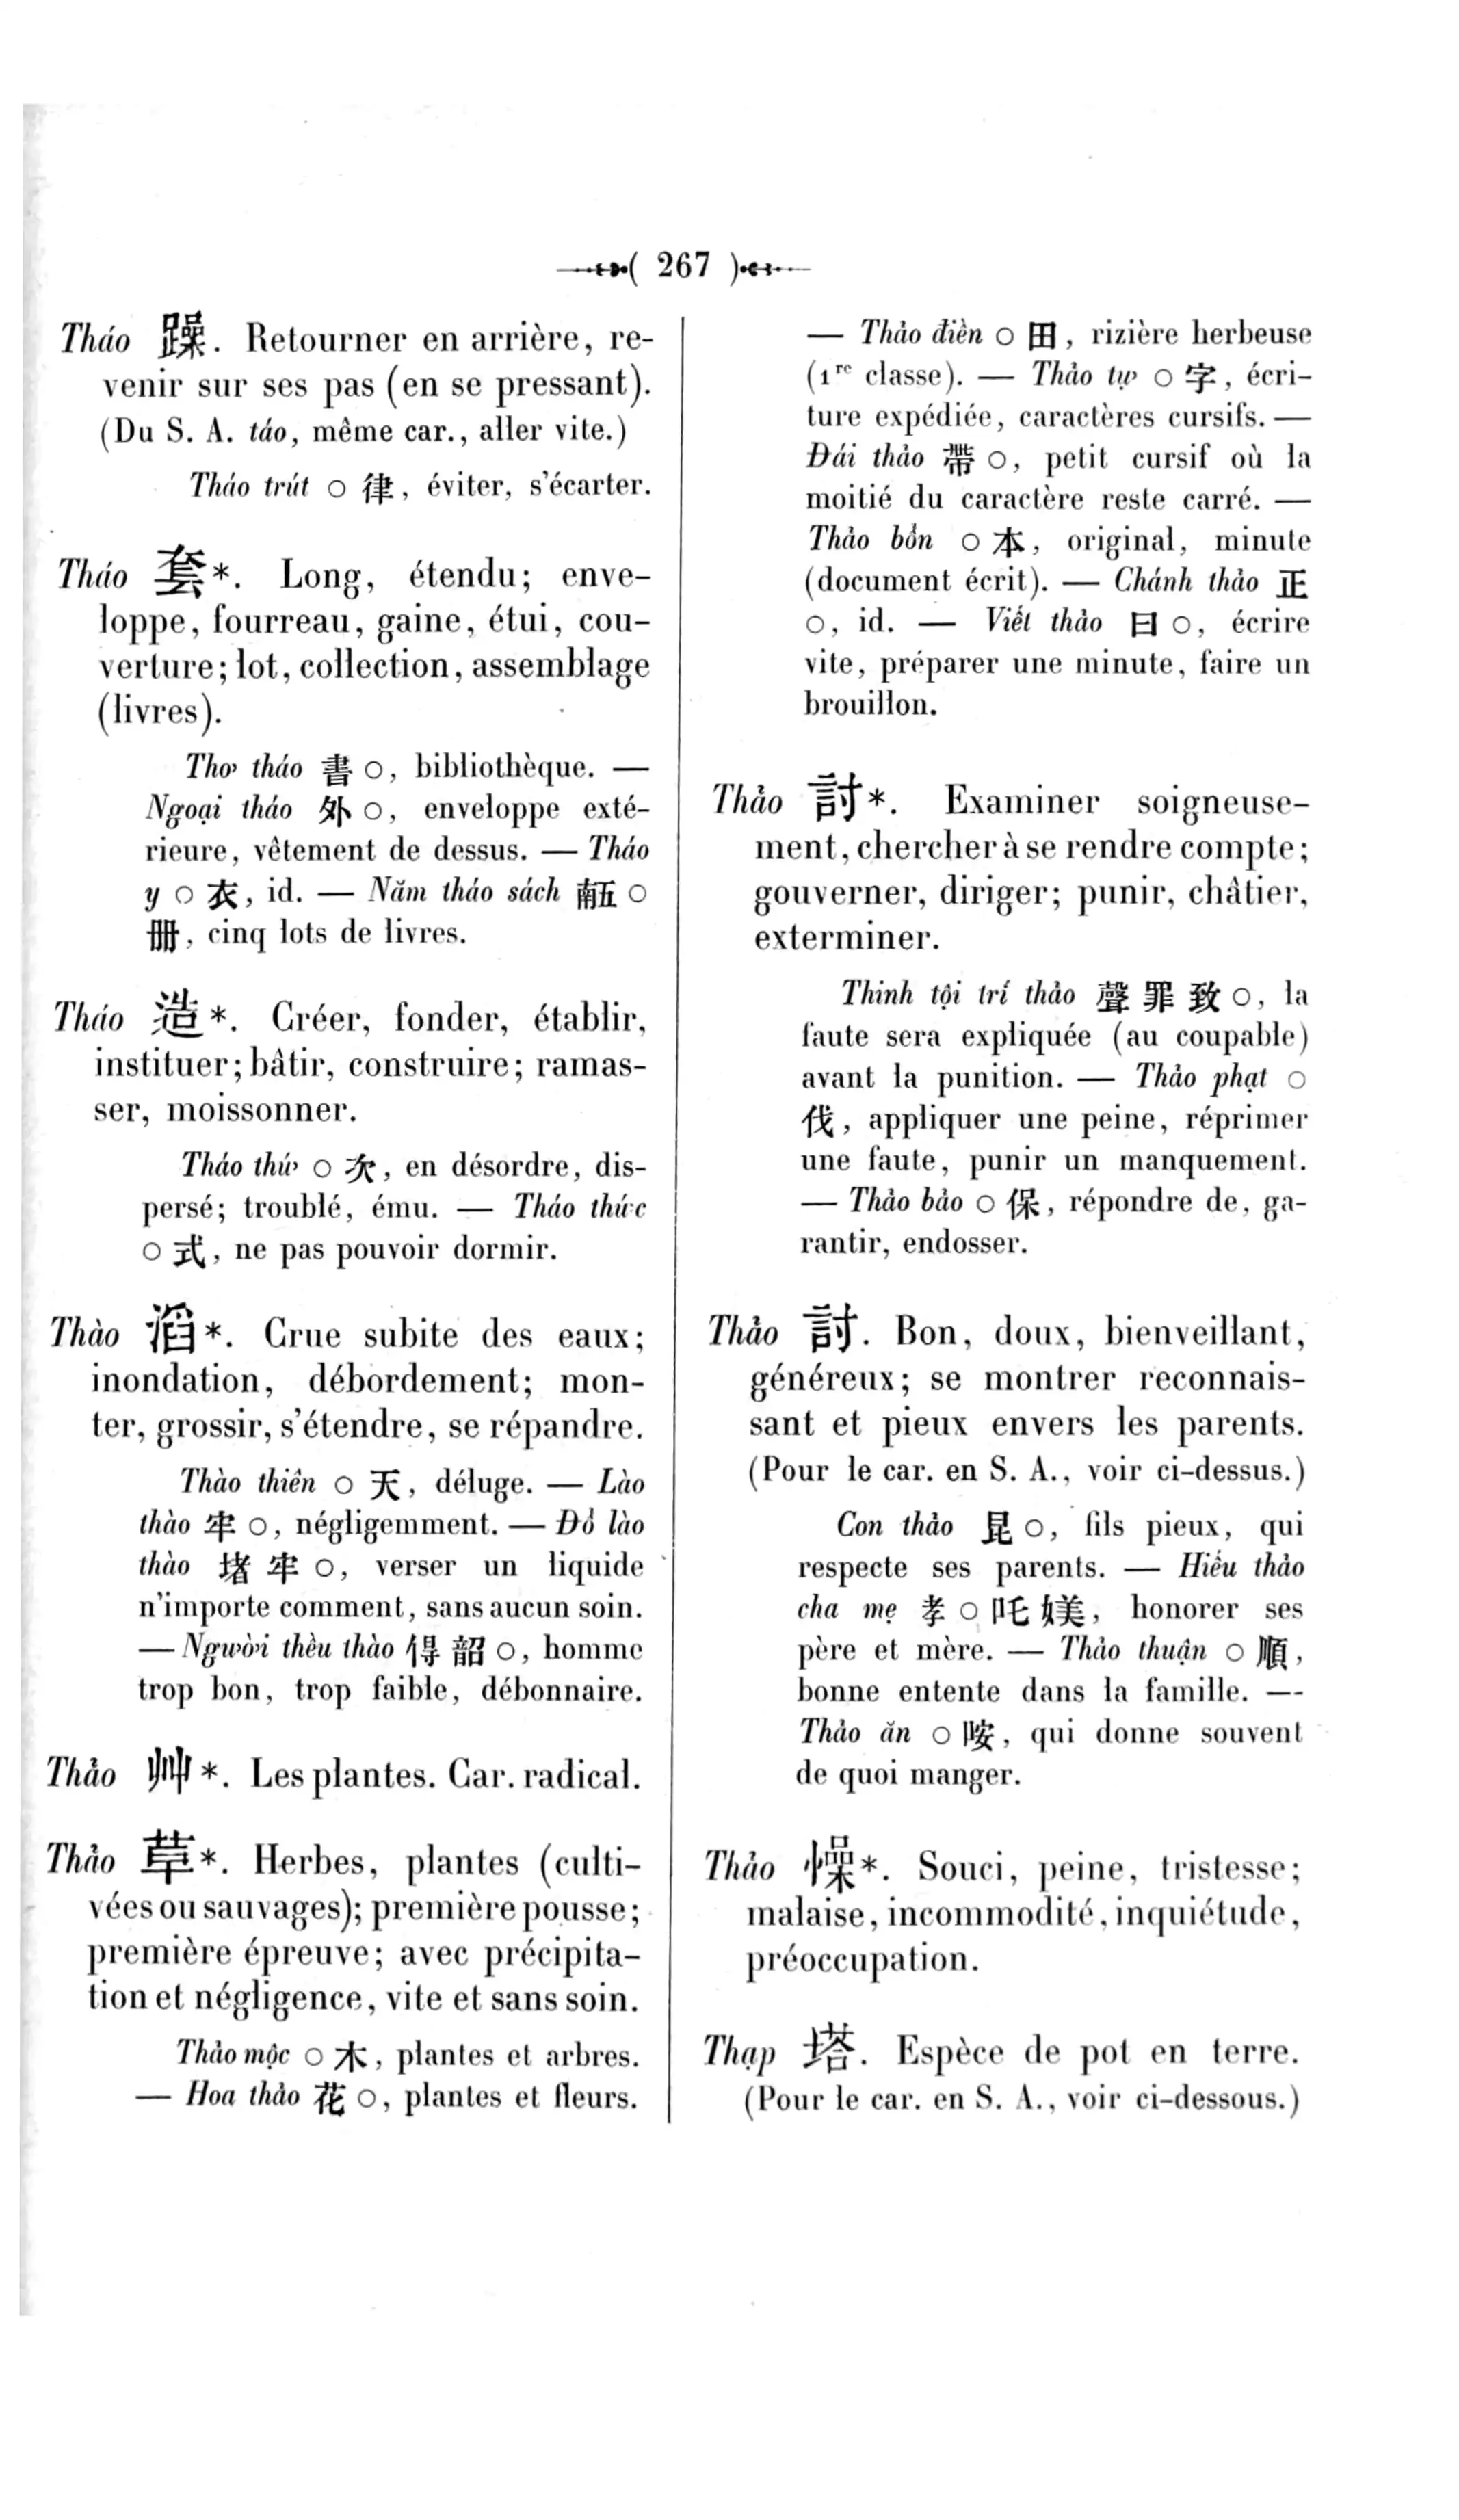 ( 267 )
Tháo 躁. Retourner en arrière, re-
venir sur ses pas (en se pressant).
(Du S. A. táo, même car., aller vite.)
Tháo trút ○ 律, éviter, s'écarter.
Tháo 套*. Long, étendu; enve-
loppe, fourreau, gaine, étui, cou-
verture; lot, collection, assemblage
(livres).
Thơ tháo 書 ○, bibliothèque. —
Ngoại tháo 外 ○, enveloppe exté-
rieure, vêtement de dessus. — Tháo
y ○ 衣, id. — Năm tháo sách 𠄼 ○
冊, cinq lots de livres.
Tháo 造*. Créer, fonder, établir,
instituer; bâtir, construire; ramas-
ser, moissonner.
Tháo thứ ○ 次, en désordre, dis-
persé; troublé, ému. — Tháo thức
○ 式, ne pas pouvoir dormir.
Thào 滔*. Crue subite des eaux;
inondation, débordement; mon-
ter, grossir, s'étendre, se répandre.
Thào thiên ○ 天, déluge. — Lào
thào 牢 ○, négligemment. — Đổ lào
thào 堵 牢 ○, verser un liquide
n'importe comment, sans aucun soin.
— Người thều thào 得 韶 ○, homme
trop bon, trop faible, débonnaire.
Thảo 艸*. Les plantes. Car. radical.
Thảo 草*. Herbes, plantes (culti-
vées ou sauvages); première pousse;
première épreuve; avec précipita-
tion et négligence, vite et sans soin.
Thảo mộc ○ 木, plantes et arbres.
— Hoa thảo 花 ○, plantes et fleurs.
— Thảo điền ○ 田, rizière herbeuse
(1re classe). — Thảo tự ○ 字, écri-
ture expédiée, caractères cursifs. —
Đái thảo 帶 ○, petit cursif où la
moitié du caractère reste carré. —
Thảo bổn ○ 本, original, minute
(document écrit). — Chánh thảo 正
○, id. — Viết thảo 曰 ○, écrire
vite, préparer une minute, faire un
brouillon.
Thảo 討*. Examiner soigneuse-
ment, chercher à se rendre compte;
gouverner, diriger; punir, châtier,
exterminer.
Thinh tội trí thảo 聲 罪 致 ○, la
faute sera expliquée (au coupable)
avant la punition. — Thảo phạt ○
伐, appliquer une peine, réprimer
une faute, punir un manquement.
— Thảo bảo ○ 保, répondre de, ga-
rantir, endosser.
Thảo 討. Bon, doux, bienveillant,
généreux; se montrer reconnais-
sant et pieux envers les parents.
(Pour le car. en S. A., voir ci-dessus.)
Con thảo 昆 ○, fils pieux, qui
respecte ses parents. — Hiếu thảo
cha mẹ 孝 ○ 吒 媄, honorer ses
père et mère. — Thảo thuận ○ 順,
bonne entente dans la famille. —
Thảo ăn ○ 咹, qui donne souvent
de quoi manger.
Thảo 懆*. Souci, peine, tristesse;
malaise, incommodité, inquiétude,
préoccupation.
Thạp 塔. Espèce de pot en terre.
(Pour le car. en S. A., voir ci-dessous.)